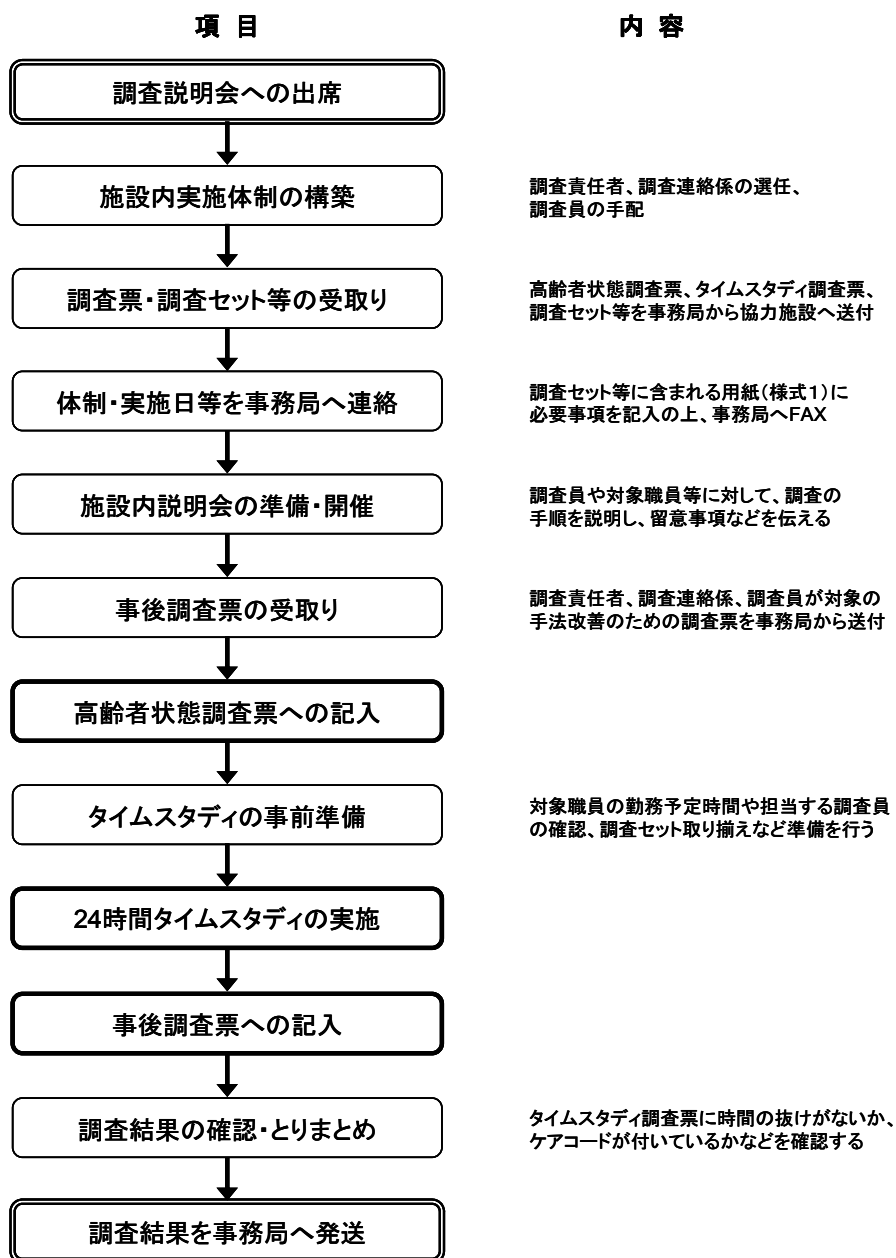 項 目
内 容
調査説明会への出席
施設内実施体制の構築
調査責任者、調査連絡係の選任、
調査員の手配
調査票・調査セット等の受取り
高齢者状態調査票、タイムスタディ調査票、
調査セット等を事務局から協力施設へ送付
体制・実施日等を事務局へ連絡
調査セット等に含まれる用紙(様式1)に
必要事項を記入の上、事務局へFAX
施設内説明会の準備・開催
調査員や対象職員等に対して、調査の
手順を説明し、留意事項などを伝える
事後調査票の受取り
調査責任者、調査連絡係、調査員が対象の
手法改善のための調査票を事務局から送付
高齢者状態調査票への記入
タイムスタディの事前準備
対象職員の勤務予定時間や担当する調査員
の確認、調査セット取り揃えなど準備を行う
24時間タイムスタディの実施
事後調査票への記入
調査結果の確認・とりまとめ
タイムスタディ調査票に時間の抜けがないか、
ケアコードが付いているかなどを確認する
調査結果を事務局へ発送